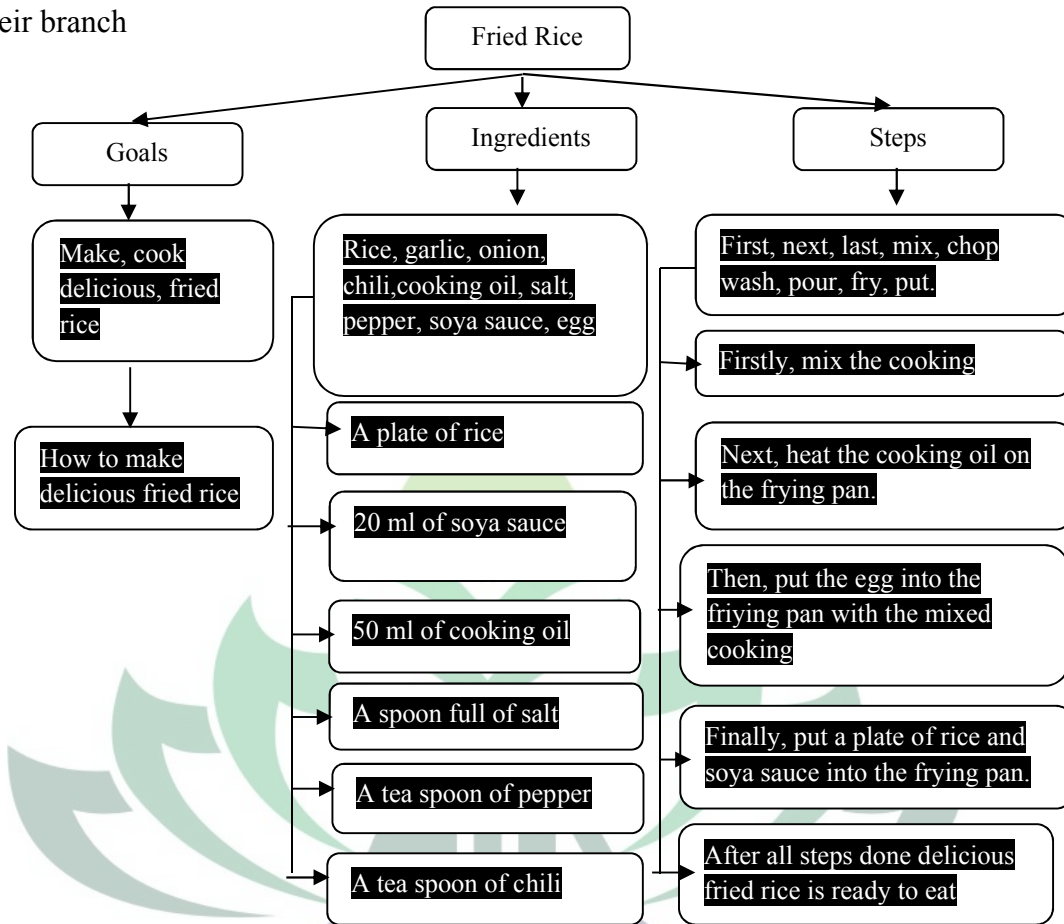 eir branch
Fried Rice
Goals
Ingredients
Steps
Make, cook
delicious, fried
rice
How to make
delicious fried rice
Rice, garlic, onion,
chili,cooking oil, salt,
pepper, soya sauce, egg
A plate of rice
20 ml of soya sauce
50 ml of cooking oil
A spoon full of salt
A tea spoon of pepper
A tea spoon of chili
First, next, last, mix, chop
wash, pour, fry, put.
Firstly, mix the cooking
Next, heat the cooking oil on
the frying pan.
Then, put the egg into the
friying pan with the mixed
cooking
Finally, put a plate of rice and
soya sauce into the frying pan.
After all steps done delicious
fried rice is ready to eat